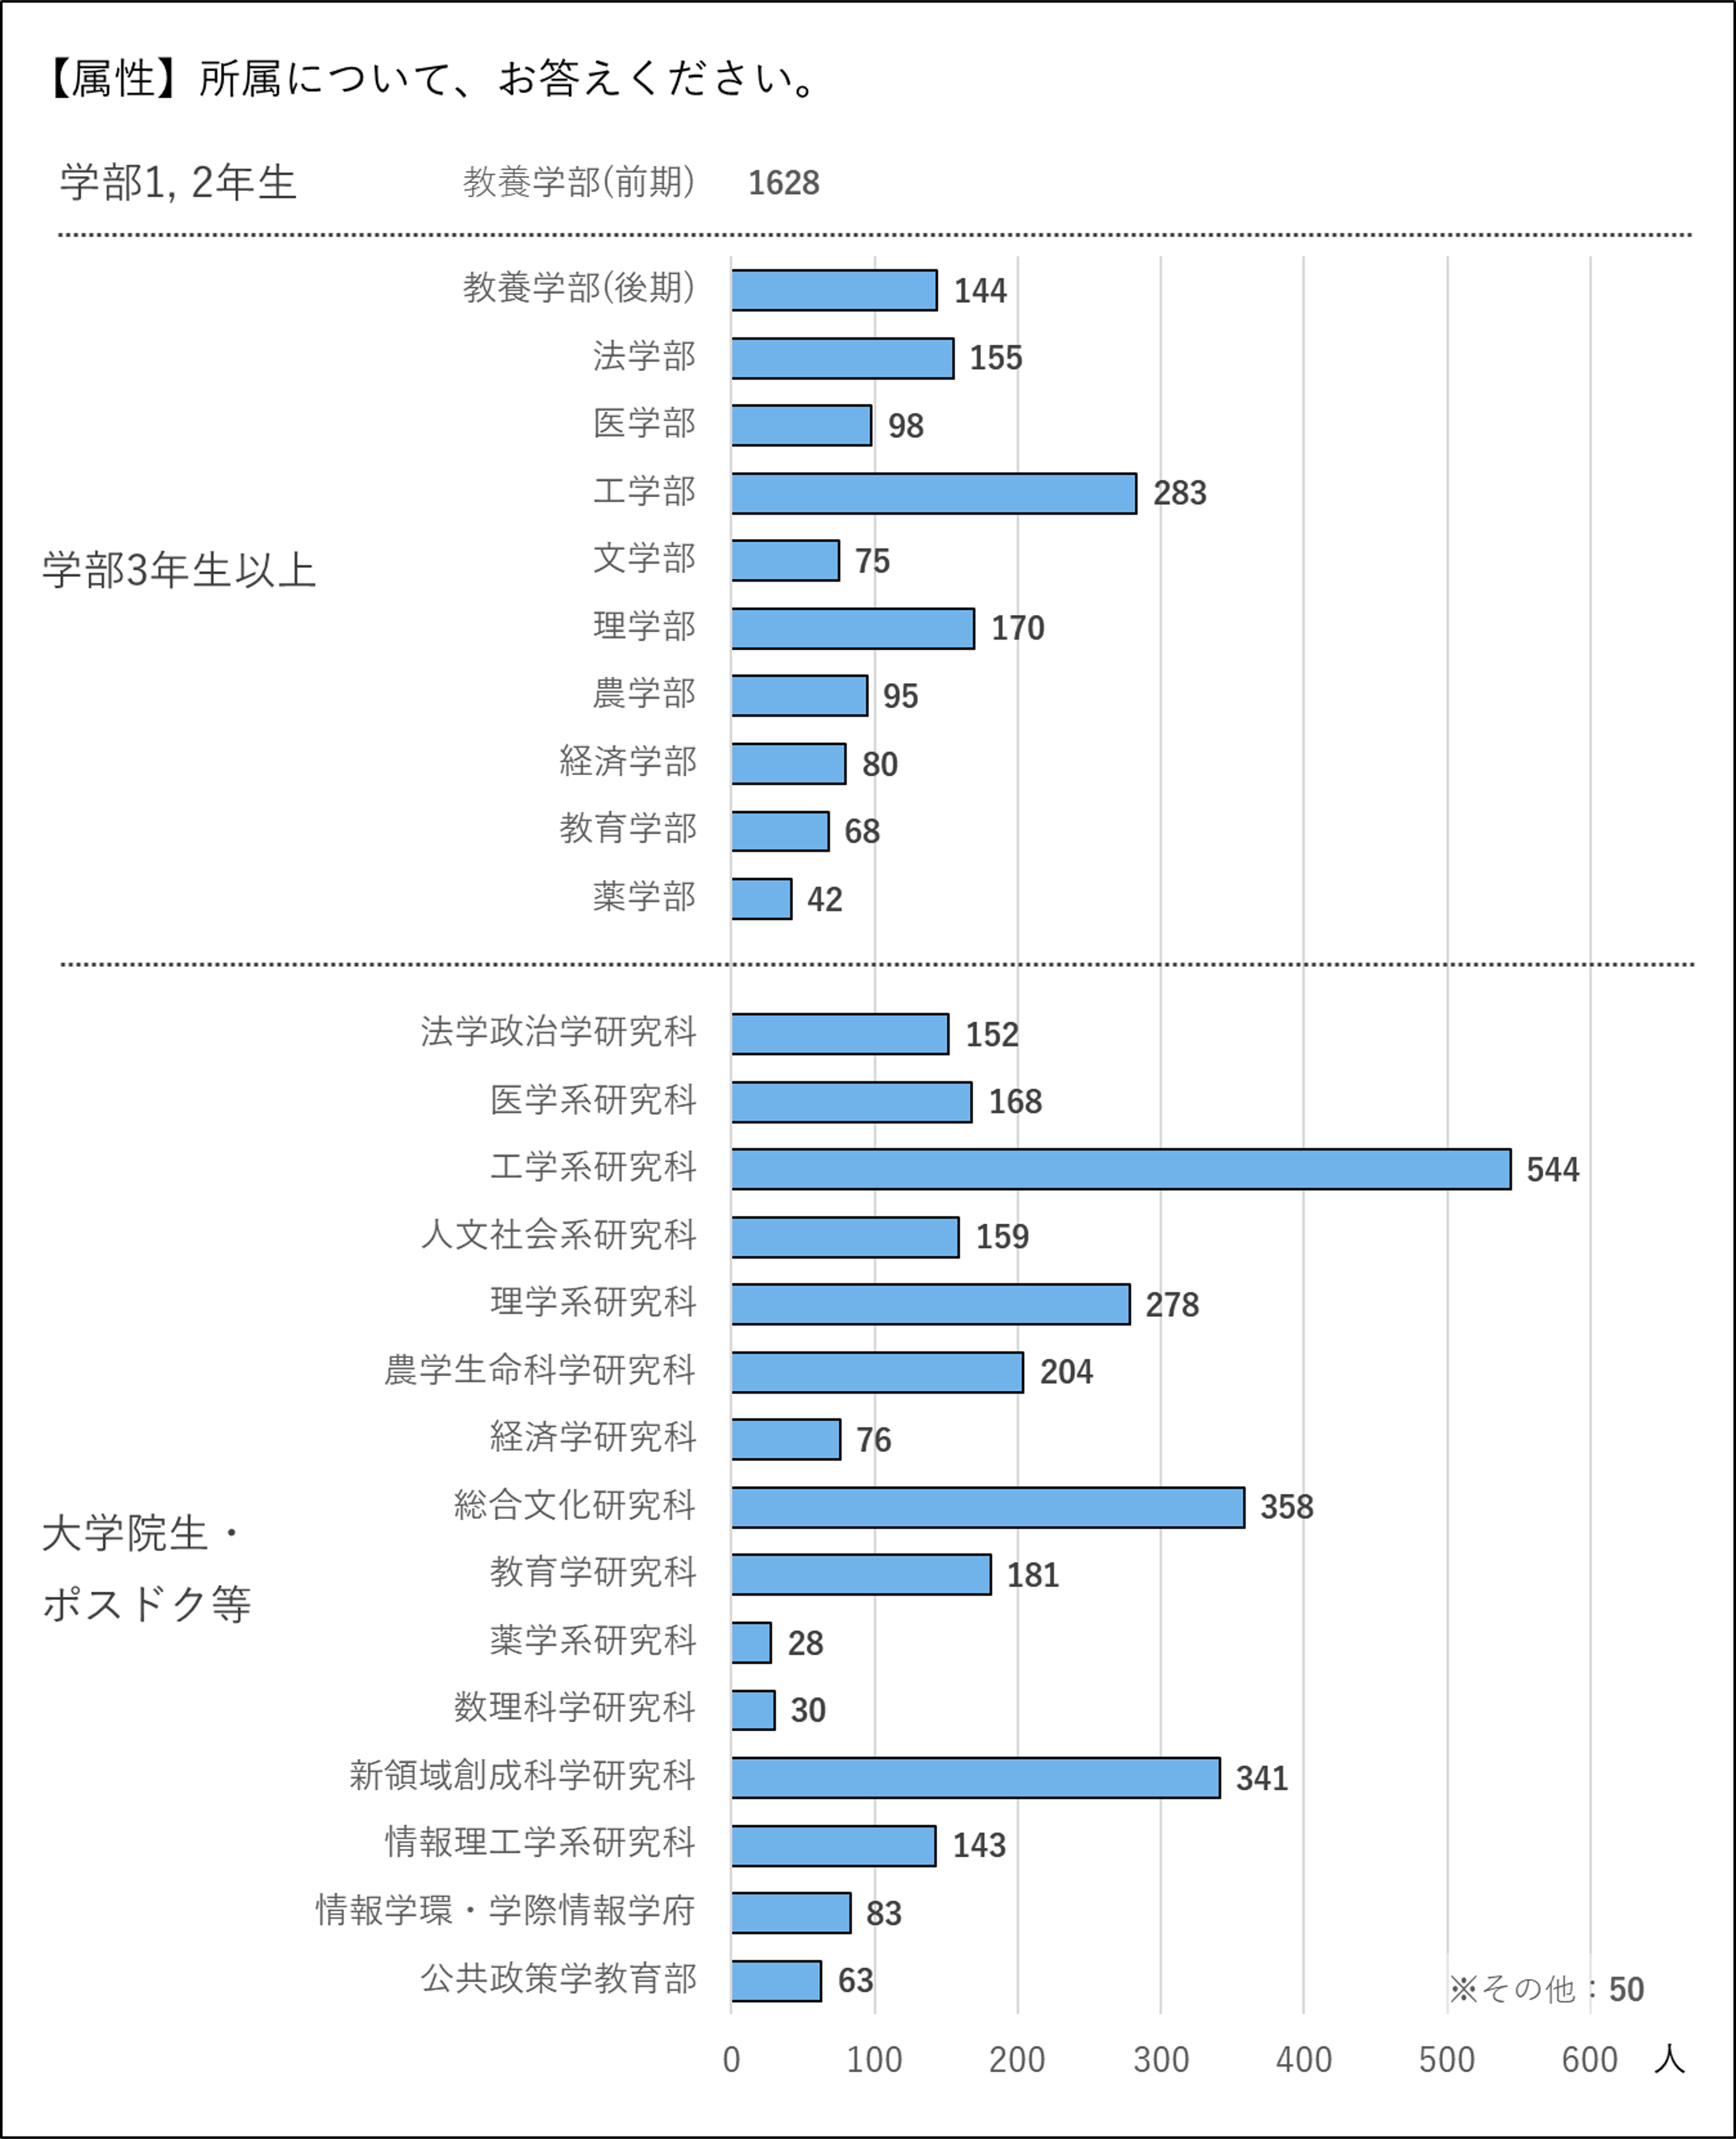 【属性】所属について、お答えください。
学部1, 2年生 教養学部(前期) 1628
教養学部(後期) 144
法学部 155
医学部 98
工学部 283
学部3年生以上
文学部 75
理学部 170
農学部 95
経済学部 80
教育学部 68
薬学部 42
法学政治学研究科 152
医学系研究科 168
工学系研究科 544
人文社会系研究科 159
理学系研究科 278
農学生命科学研究科 204
経済学研究科 76
総合文化研究科 358
大学院生・
ポスドク等
教育学研究科 181
薬学系研究科 28
数理科学研究科 30
新領域創成科学研究科 341
情報理工学系研究科 143
情報学環・学際情報学府 83
公共政策学教育部 63
※その他：50
0 100 200 300 400 500 600 人